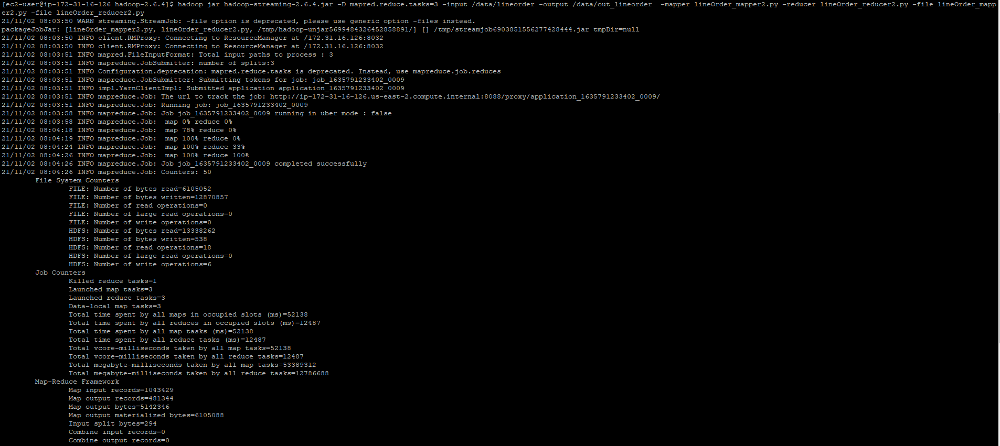 [ec2-user@ip-172-31-16-126 hadoop-2.6.4]$ hadoop jar hadoop-streaming-2.6.4.jar -D mapred.reduce.tasks=3 -input /data/lineorder -output /data/out_lineorder  -mapper lineOrder_mapper2.py -reducer lineOrder_reducer2.py -file lineOrder_mapp
er2.py -file lineOrder_reducer2.py
21/11/02 08:03:50 WARN streaming.StreamJob: -file option is deprecated, please use generic option -files instead.
packageJobJar: [lineOrder_mapper2.py, lineOrder_reducer2.py, /tmp/hadoop-unjar5699484326452858891/] [] /tmp/streamjob6903851556277428444.jar tmpDir=null
21/11/02 08:03:50 INFO client.RMProxy: Connecting to ResourceManager at /172.31.16.126:8032
21/11/02 08:03:50 INFO client.RMProxy: Connecting to ResourceManager at /172.31.16.126:8032
21/11/02 08:03:51 INFO mapred.FileInputFormat: Total input paths to process : 3
21/11/02 08:03:51 INFO mapreduce.JobSubmitter: number of splits:3
21/11/02 08:03:51 INFO Configuration.deprecation: mapred.reduce.tasks is deprecated. Instead, use mapreduce.job.reduces
21/11/02 08:03:51 INFO mapreduce.JobSubmitter: Submitting tokens for job: job_1635791233402_0009
21/11/02 08:03:51 INFO impl.YarnClientImpl: Submitted application application_1635791233402_0009
21/11/02 08:03:51 INFO mapreduce.Job: The url to track the job: http://ip-172-31-16-126.us-east-2.compute.internal:8088/proxy/application_1635791233402_0009/
21/11/02 08:03:51 INFO mapreduce.Job: Running job: job_1635791233402_0009
21/11/02 08:03:58 INFO mapreduce.Job: Job job_1635791233402_0009 running in uber mode : false
21/11/02 08:03:58 INFO mapreduce.Job:  map 0% reduce 0%
21/11/02 08:04:18 INFO mapreduce.Job:  map 78% reduce 0%
21/11/02 08:04:19 INFO mapreduce.Job:  map 100% reduce 0%
21/11/02 08:04:24 INFO mapreduce.Job:  map 100% reduce 33%
21/11/02 08:04:26 INFO mapreduce.Job:  map 100% reduce 100%
21/11/02 08:04:26 INFO mapreduce.Job: Job job_1635791233402_0009 completed successfully
21/11/02 08:04:26 INFO mapreduce.Job: Counters: 50
File System Counters
FILE: Number of bytes read=6105052
FILE: Number of bytes written=12870857
FILE: Number of read operations=0
FILE: Number of large read operations=0
FILE: Number of write operations=0
HDFS: Number of bytes read=13338262
HDFS: Number of bytes written=538
HDFS: Number of read operations=18
HDFS: Number of large read operations=0
HDFS: Number of write operations=6
Job Counters
Killed reduce tasks=1
Launched map tasks=3
Launched reduce tasks=3
Data-local map tasks=3
Total time spent by all maps in occupied slots (ms)=52138
Total time spent by all reduces in occupied slots (ms)=12487
Total time spent by all map tasks (ms)=52138
Total time spent by all reduce tasks (ms)=12487
Total vcore-milliseconds taken by all map tasks=52138
Total vcore-milliseconds taken by all reduce tasks=12487
Total megabyte-milliseconds taken by all map tasks=53389312
Total megabyte-milliseconds taken by all reduce tasks=12786688
Map-Reduce Framework
Map input records=1043429
Map output records=481344
Map output bytes=5142346
Map output materialized bytes=6105088
Input split bytes=294
Combine input records=0
Combine output records=0